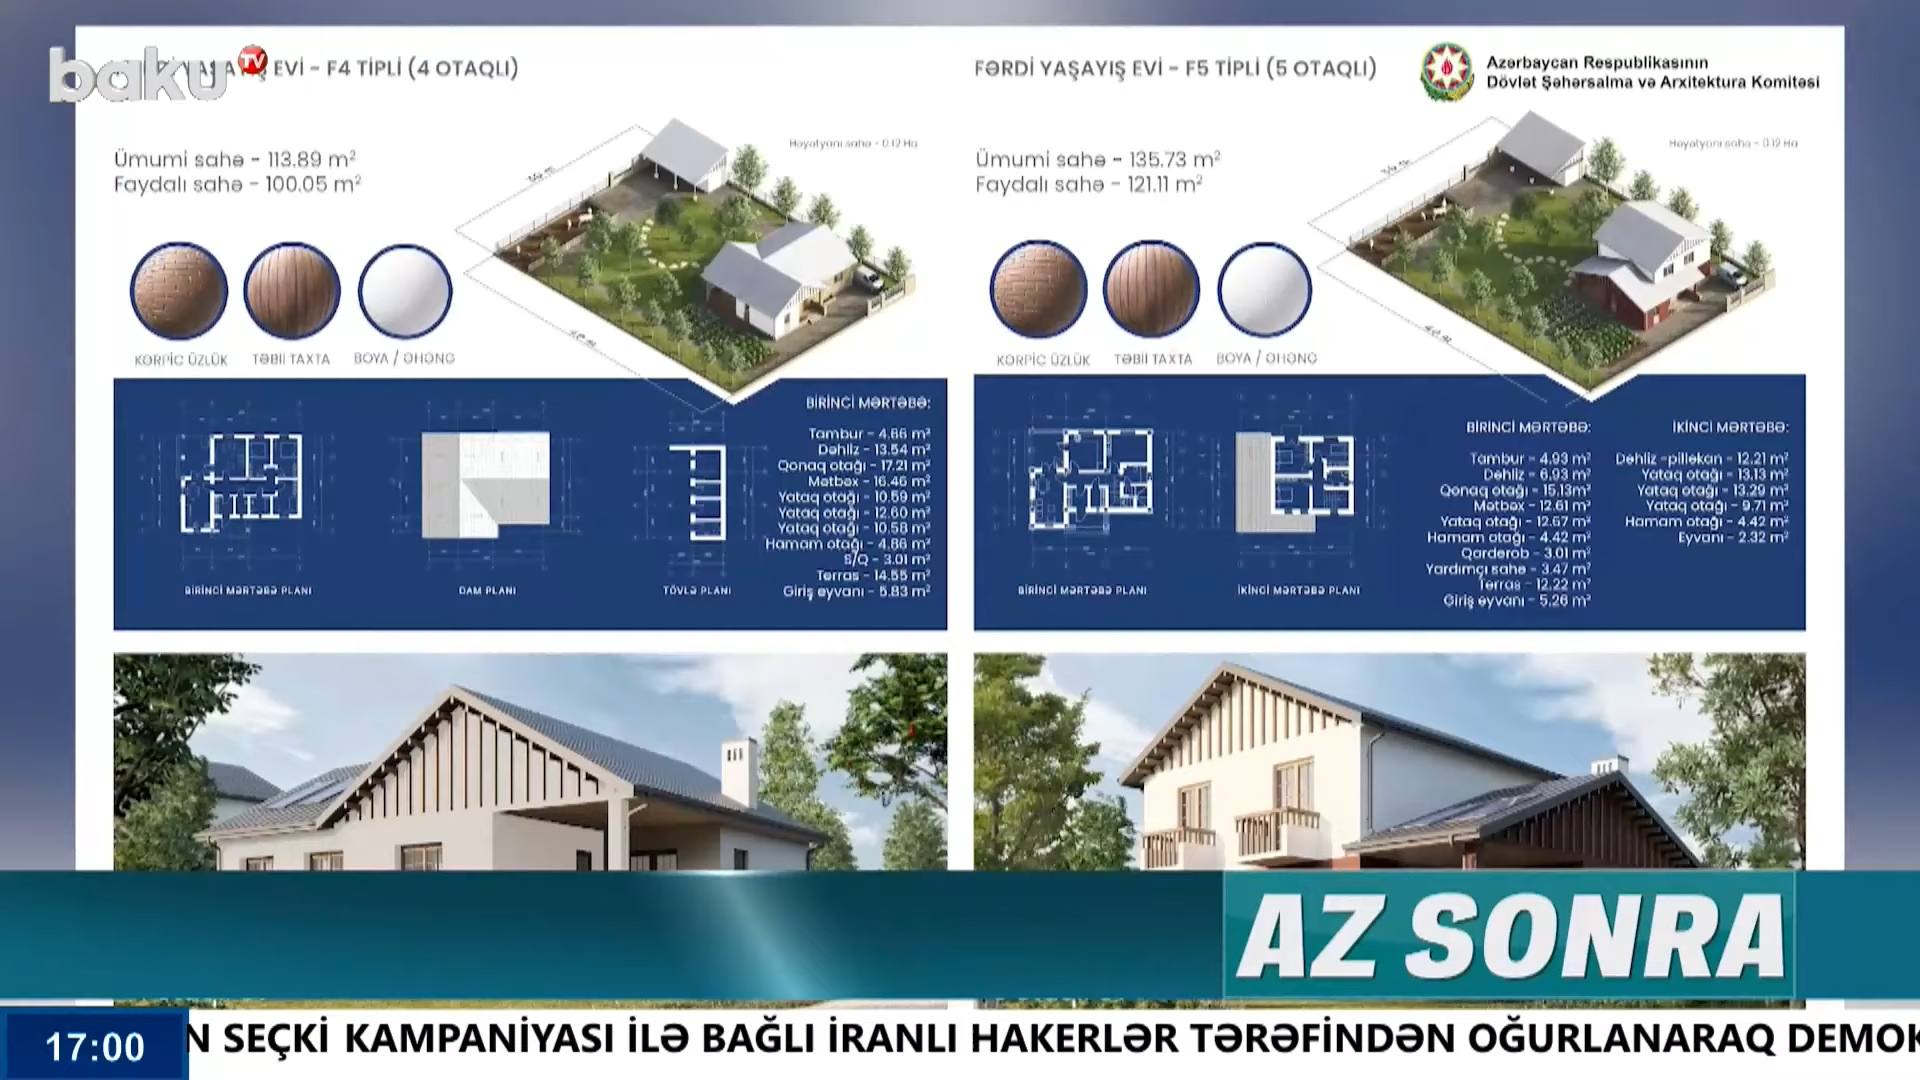 baku TV
EVİ - F4 TİPLİ (4 OTAQLI)
Ümumi sahə - 113.89 m²
Faydalı sahə - 100.05 m²
Həyətyanı sahə - 0.12 Ha
KƏRPİC ÜZLÜK
TƏBİİ TAXTA
BOYA / ƏHƏNG
BİRİNCİ MƏRTƏBƏ:
Tambur - 4.66 m²
Dəhliz - 13.54 m²
Qonaq otağı - 17.21 m²
Mətbəx - 16.46 m²
Yataq otağı - 10.59 m²
Yataq otağı - 12.60 m²
Yataq otağı - 10.58 m²
Hamam otağı - 4.86 m²
S/Q - 3.01 m²
Terras - 14.55 m²
Giriş eyvanı - 5.83 m²
BİRİNCİ MƏRTƏBƏ PLANI
DAM PLANI
TÖVLƏ PLANI
FƏRDİ YAŞAYIŞ EVİ - F5 TİPLİ (5 OTAQLI)
Azərbaycan Respublikasının
Dövlət Şəhərsalma və Arxitektura Komitəsi
Ümumi sahə - 135.73 m²
Faydalı sahə - 121.11 m²
Həyətyanı sahə - 0.12 Ha
KƏRPİC ÜZLÜK
TƏBİİ TAXTA
BOYA / ƏHƏNG
BİRİNCİ MƏRTƏBƏ:
Tambur - 4.93 m²
Dəhliz - 6.93 m²
Qonaq otağı - 15.13m²
Mətbəx - 12.61 m²
Yataq otağı - 12.67 m²
Hamam otağı - 4.42 m²
Qarderob - 3.01 m²
Yardımçı sahə - 3.47 m²
Terras - 12.22 m²
Giriş eyvanı - 5.26 m²
İKİNCİ MƏRTƏBƏ:
Dəhliz -pilləkən - 12.21 m²
Yataq otağı - 13.13 m²
Yataq otağı - 13.29 m²
Yataq otağı - 9.71 m²
Hamam otağı - 4.42 m²
Eyvanı - 2.32 m²
BİRİNCİ MƏRTƏBƏ PLANI
İKİNCİ MƏRTƏBƏ PLANI
AZ SONRA
17:00
N SEÇKİ KAMPANİYASI İLƏ BAĞLI İRANLI HAKERLƏR TƏRƏFİNDƏN OĞURLANARAQ DEMOK